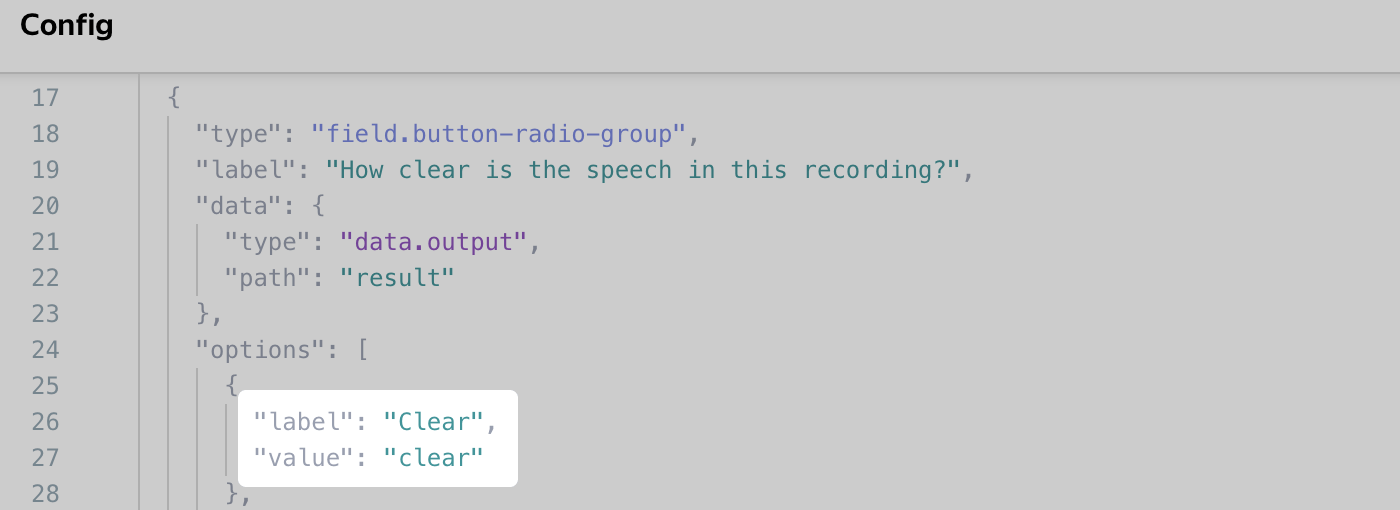 Config
17 {
18 "type": "field.button-radio-group",
19 "label": "How clear is the speech in this recording?",
20 "data": {
21 "type": "data.output",
22 "path": "result"
23 },
24 "options": [
25 {
26 "label": "Clear",
27 "value": "clear"
28 },